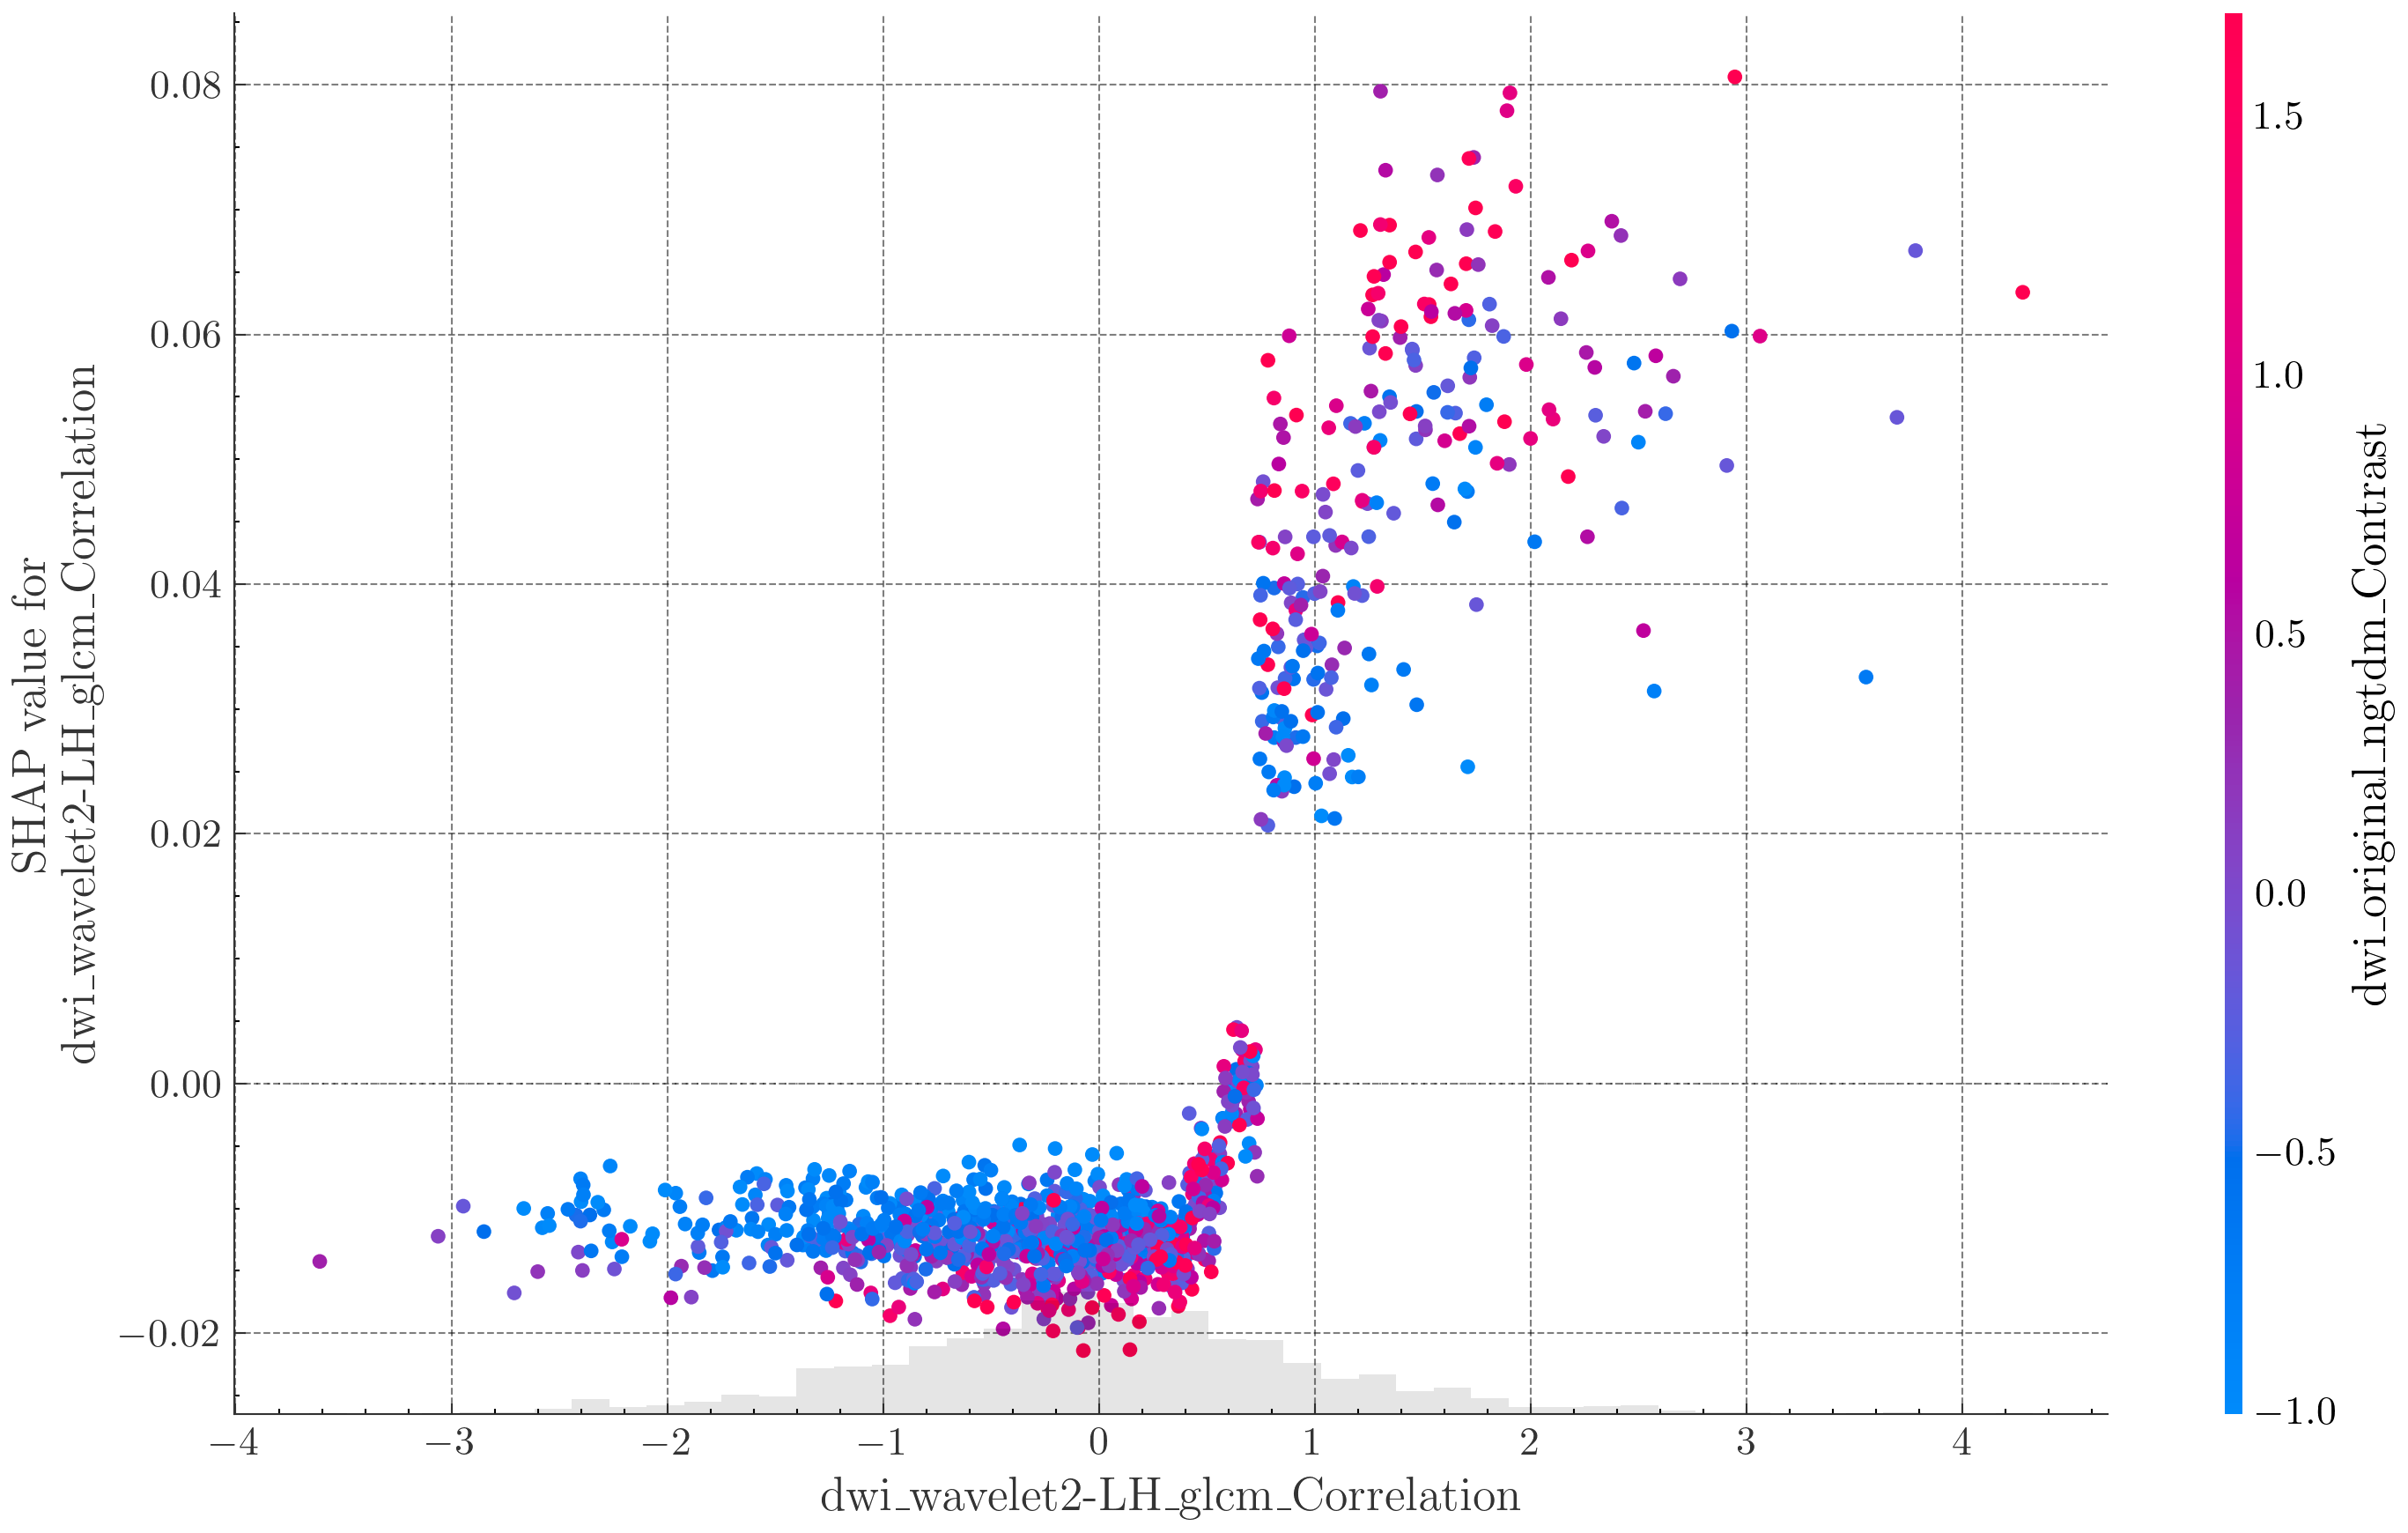 SHAP value for
dwi_wavelet2-LH_glcm_Correlation
0.08
0.06
0.04
0.02
0.00
−0.02
−4 −3 −2 −1 0 1 2 3 4
dwi_wavelet2-LH_glcm_Correlation
1.5
1.0
0.5
0.0
−0.5
−1.0
dwi_original_ngtdm_Contrast